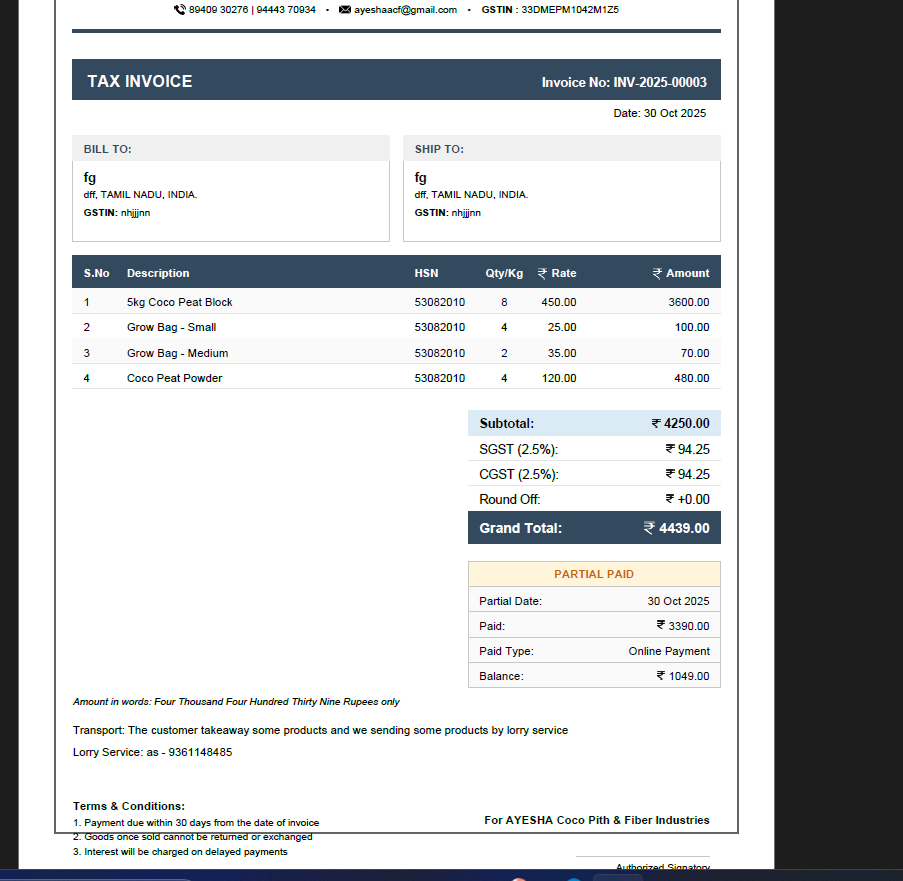 89409 30276 | 94443 70934 • ayeshaacf@gmail.com • GSTIN : 33DMEPM1042M1Z5
TAX INVOICE Invoice No: INV-2025-00003
Date: 30 Oct 2025
BILL TO: SHIP TO:
fg fg
dff, TAMIL NADU, INDIA. dff, TAMIL NADU, INDIA.
GSTIN: nhjjjnn GSTIN: nhjjjnn
S.No Description HSN Qty/Kg ₹ Rate ₹ Amount
1 5kg Coco Peat Block 53082010 8 450.00 3600.00
2 Grow Bag - Small 53082010 4 25.00 100.00
3 Grow Bag - Medium 53082010 2 35.00 70.00
4 Coco Peat Powder 53082010 4 120.00 480.00
Subtotal: ₹ 4250.00
SGST (2.5%): ₹ 94.25
CGST (2.5%): ₹ 94.25
Round Off: ₹ +0.00
Grand Total: ₹ 4439.00
PARTIAL PAID
Partial Date: 30 Oct 2025
Paid: ₹ 3390.00
Paid Type: Online Payment
Balance: ₹ 1049.00
Amount in words: Four Thousand Four Hundred Thirty Nine Rupees only
Transport: The customer takeaway some products and we sending some products by lorry service
Lorry Service: as - 9361148485
Terms & Conditions:
1. Payment due within 30 days from the date of invoice
For AYESHA Coco Pith & Fiber Industries
2. Goods once sold cannot be returned or exchanged
3. Interest will be charged on delayed payments
Authorized Signatory